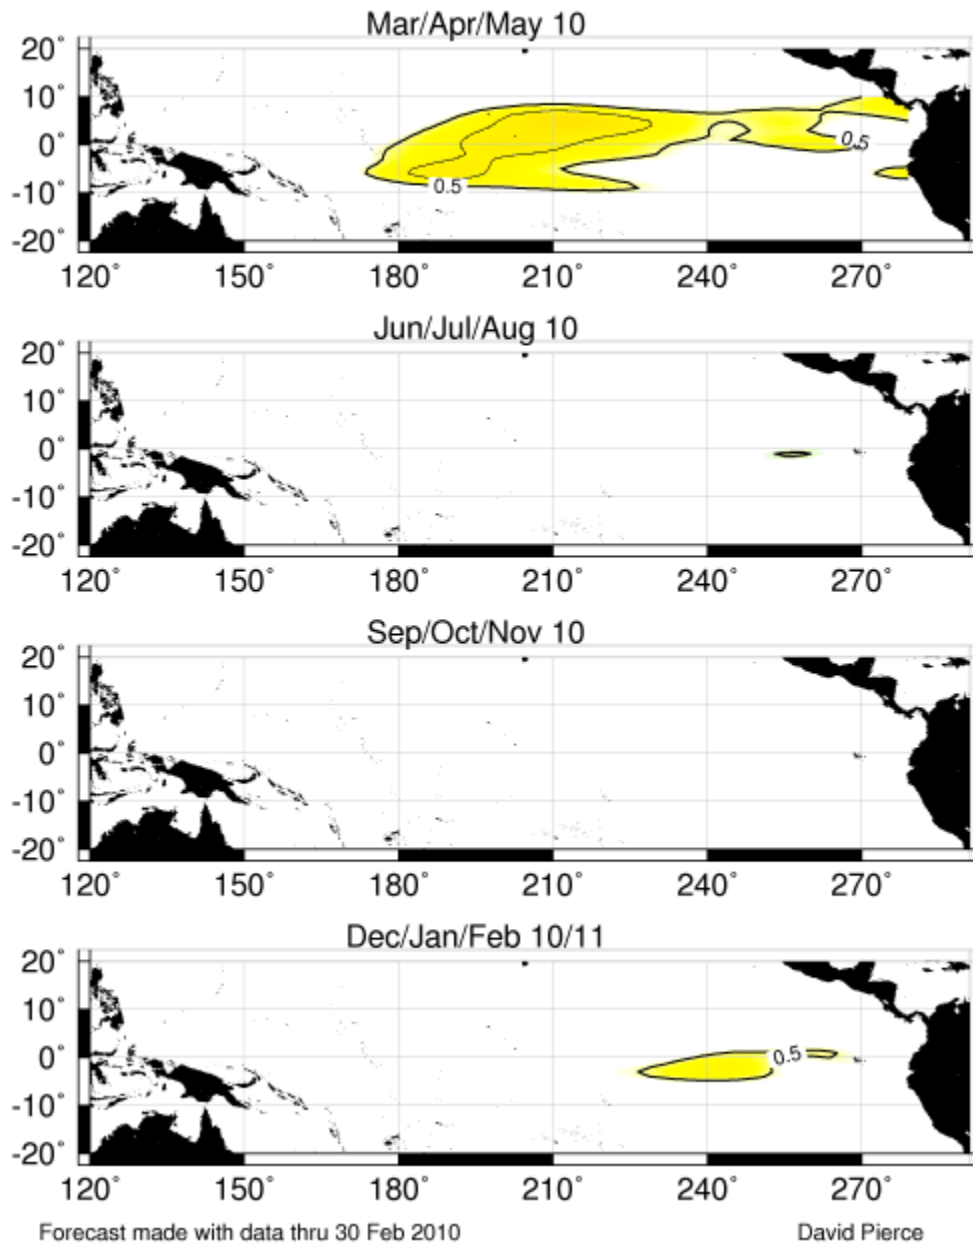 Mar/Apr/May 10
20°
10°
0.5
0°
0.5
-10°
-20°
120° 150° 180° 210° 240° 270°
Jun/Jul/Aug 10
20°
10°
0°
-10°
-20°
120° 150° 180° 210° 240° 270°
Sep/Oct/Nov 10
20°
10°
0°
-10°
-20°
120° 150° 180° 210° 240° 270°
Dec/Jan/Feb 10/11
20°
10°
0° 0.5
-10°
-20°
120° 150° 180° 210° 240° 270°
Forecast made with data thru 30 Feb 2010 David Pierce